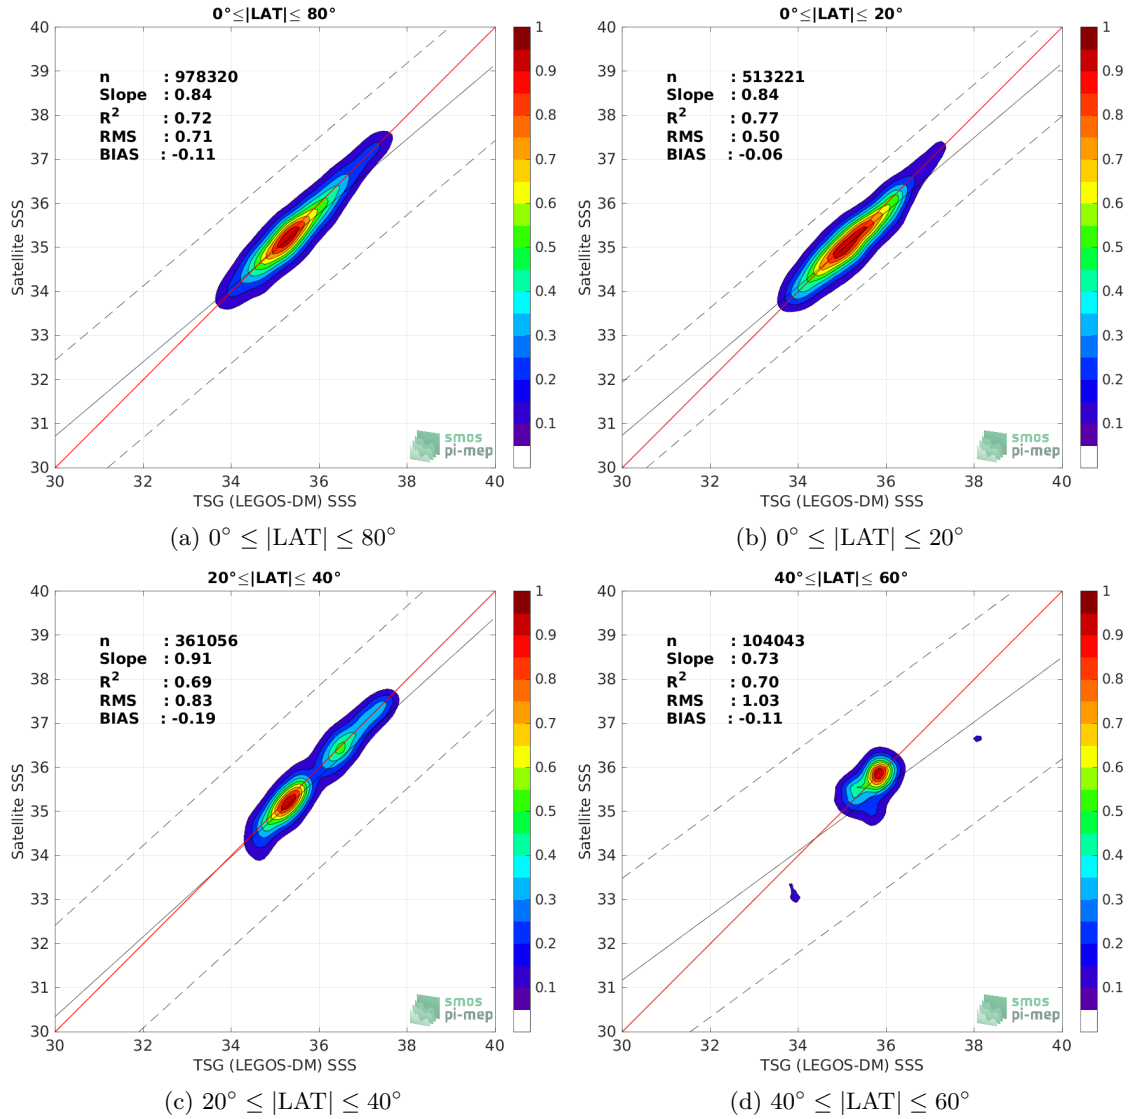 0°≤|LAT|≤ 80°
40
39
38
37
36
35
34
33
32
31
30
Satellite SSS
n : 978320
Slope : 0.84
R² : 0.72
RMS : 0.71
BIAS : -0.11
smos
pi-mep
30 32 34 36 38 40
TSG (LEGOS-DM) SSS
1
0.9
0.8
0.7
0.6
0.5
0.4
0.3
0.2
0.1
(a) 0° ≤ |LAT| ≤ 80°
0°≤|LAT|≤ 20°
40
39
38
37
36
35
34
33
32
31
30
Satellite SSS
n : 513221
Slope : 0.84
R² : 0.77
RMS : 0.50
BIAS : -0.06
smos
pi-mep
30 32 34 36 38 40
TSG (LEGOS-DM) SSS
1
0.9
0.8
0.7
0.6
0.5
0.4
0.3
0.2
0.1
(b) 0° ≤ |LAT| ≤ 20°
20°≤|LAT|≤ 40°
40
39
38
37
36
35
34
33
32
31
30
Satellite SSS
n : 361056
Slope : 0.91
R² : 0.69
RMS : 0.83
BIAS : -0.19
smos
pi-mep
30 32 34 36 38 40
TSG (LEGOS-DM) SSS
1
0.9
0.8
0.7
0.6
0.5
0.4
0.3
0.2
0.1
(c) 20° ≤ |LAT| ≤ 40°
40°≤|LAT|≤ 60°
40
39
38
37
36
35
34
33
32
31
30
Satellite SSS
n : 104043
Slope : 0.73
R² : 0.70
RMS : 1.03
BIAS : -0.11
smos
pi-mep
30 32 34 36 38 40
TSG (LEGOS-DM) SSS
1
0.9
0.8
0.7
0.6
0.5
0.4
0.3
0.2
0.1
(d) 40° ≤ |LAT| ≤ 60°